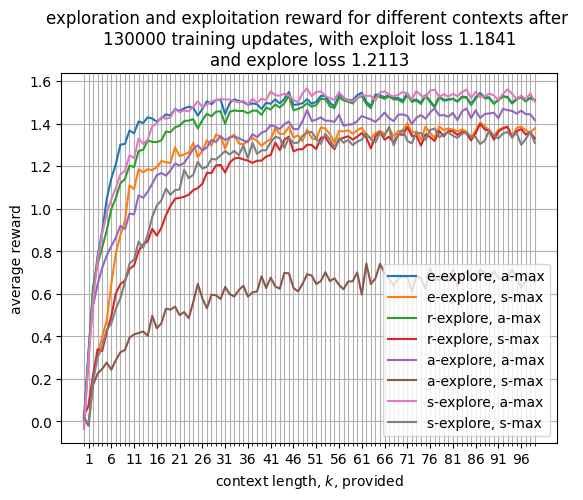 exploration and exploitation reward for different contexts after
130000 training updates, with exploit loss 1.1841
and explore loss 1.2113
1.6
1.4
1.2
1.0
0.8
0.6
0.4
0.2
0.0
average reward
e-explore, a-max
e-explore, s-max
r-explore, a-max
r-explore, s-max
a-explore, a-max
a-explore, s-max
s-explore, a-max
s-explore, s-max
1 6 11 16 21 26 31 36 41 46 51 56 61 66 71 76 81 86 91 96
context length, k, provided